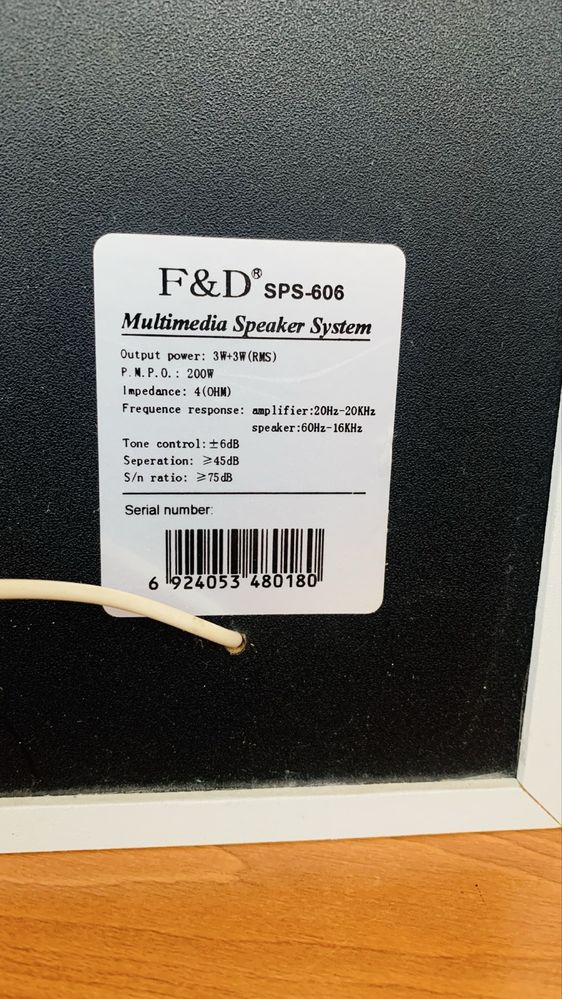 F&D® SPS-606
Multimedia Speaker System
Output power: 3W+3W(RMS)
P.M.P.O.: 200W
Impedance: 4(OHM)
Frequence response: amplifier:20Hz-20KHz
speaker:60Hz-16KHz
Tone control:±6dB
Seperation: ≥45dB
S/n ratio: ≥75dB
Serial number:
6 924053 480180